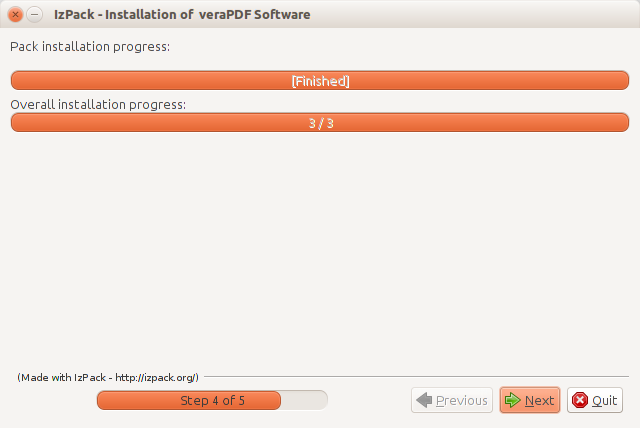 IzPack - Installation of  veraPDF Software
Pack installation progress:
[Finished]
Overall installation progress:
3 / 3
(Made with IzPack - http://izpack.org/)
Step 4 of 5
Previous
Next
Quit